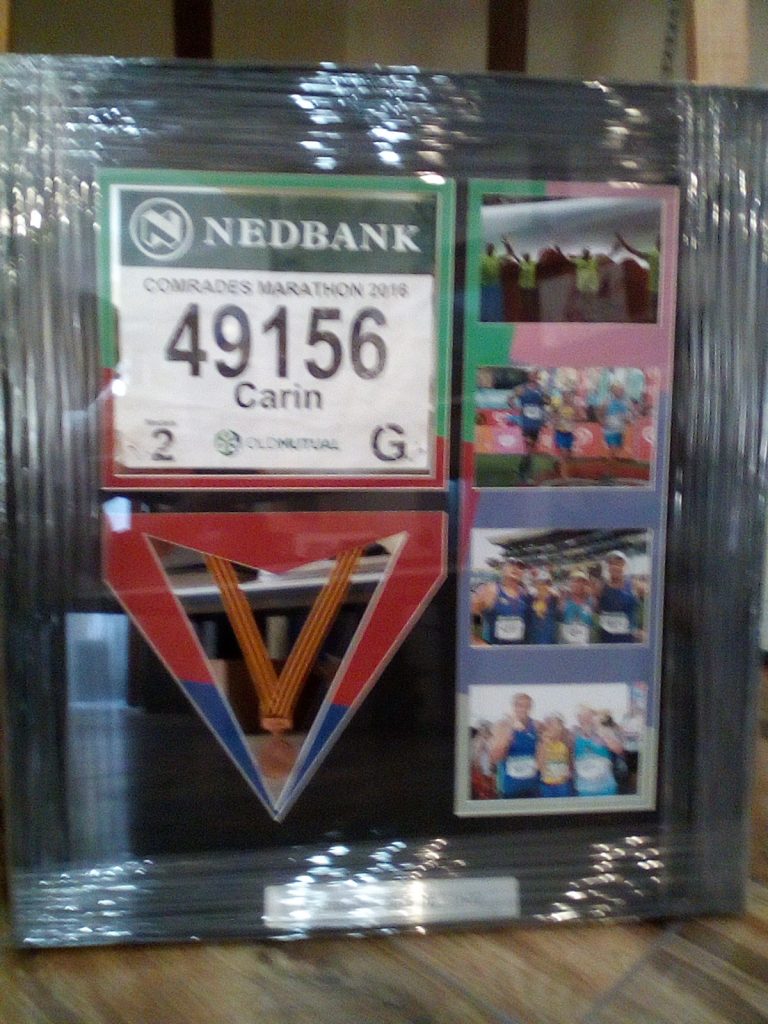 NEDBANK
COMRADES MARATHON 2016
49156
Carin
2
OLDMUTUAL
G